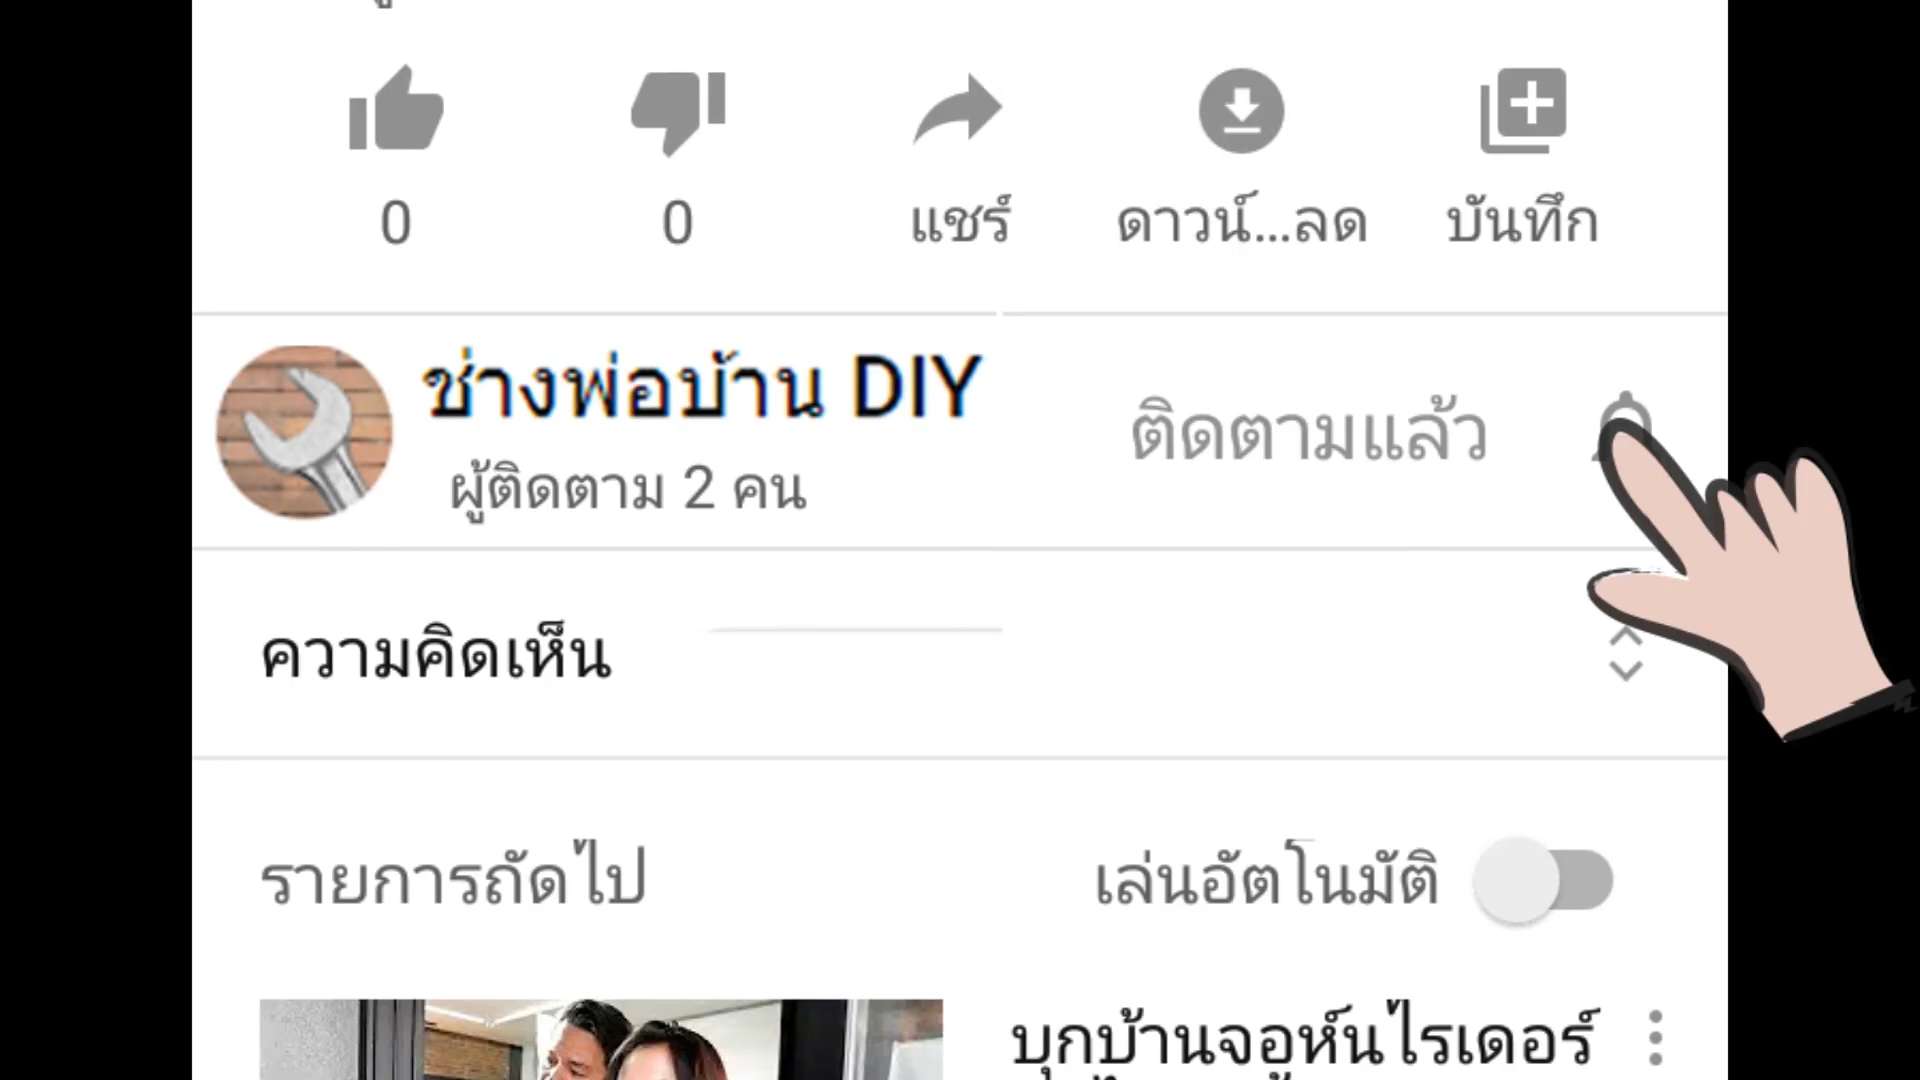 0
0
แชร์
ดาวน์...ลด
บันทึก
ช่างพ่อบ้าน DIY
ผู้ติดตาม 2 คน
ติดตามแล้ว
ความคิดเห็น
รายการถัดไป
เล่นอัตโนมัติ
บุกบ้านจอห์นไรเดอร์